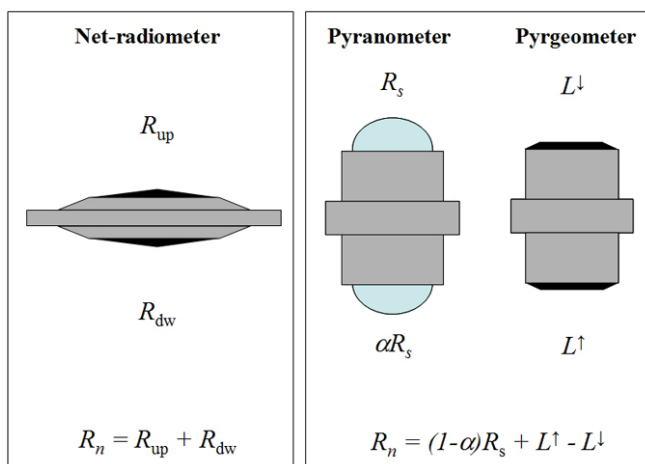 Net-radiometer
R_up
R_dw
R_n = R_up + R_dw
Pyranometer Pyrgeometer
R_s L↓
αR_s L↑
R_n = (1-α)R_s + L↑ - L↓